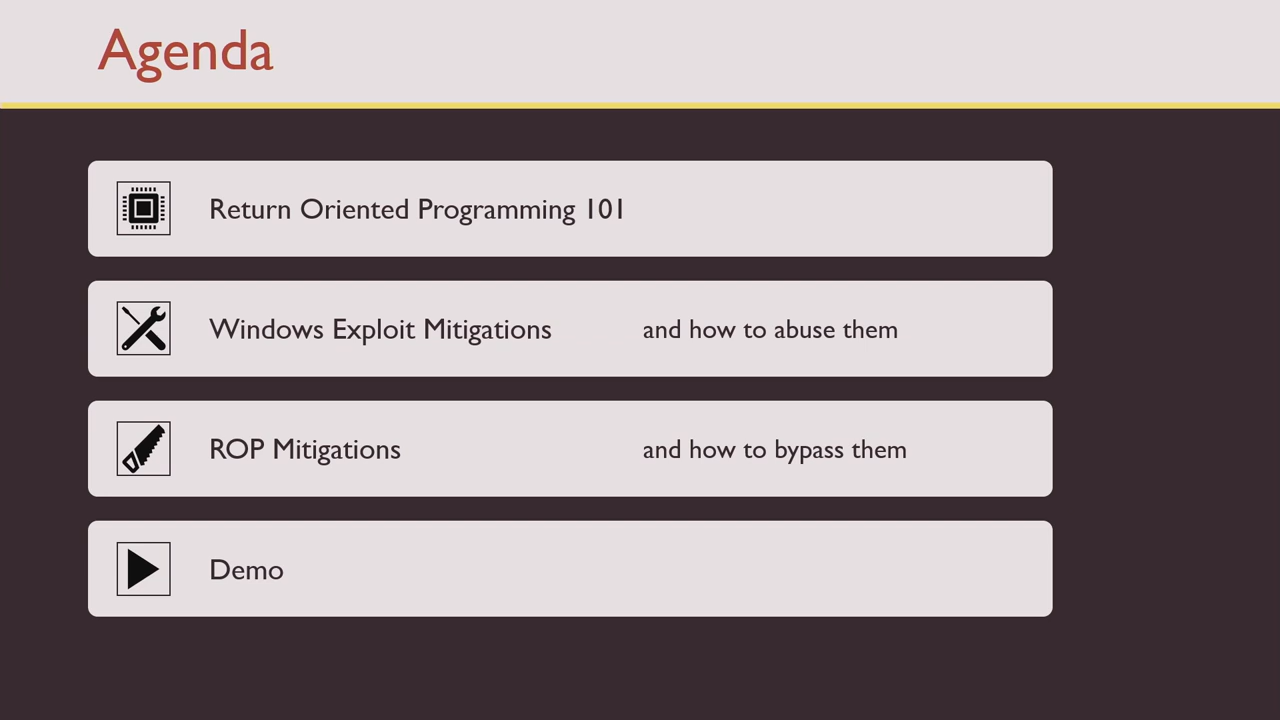 Agenda
Return Oriented Programming 101
Windows Exploit Mitigations and how to abuse them
ROP Mitigations and how to bypass them
Demo